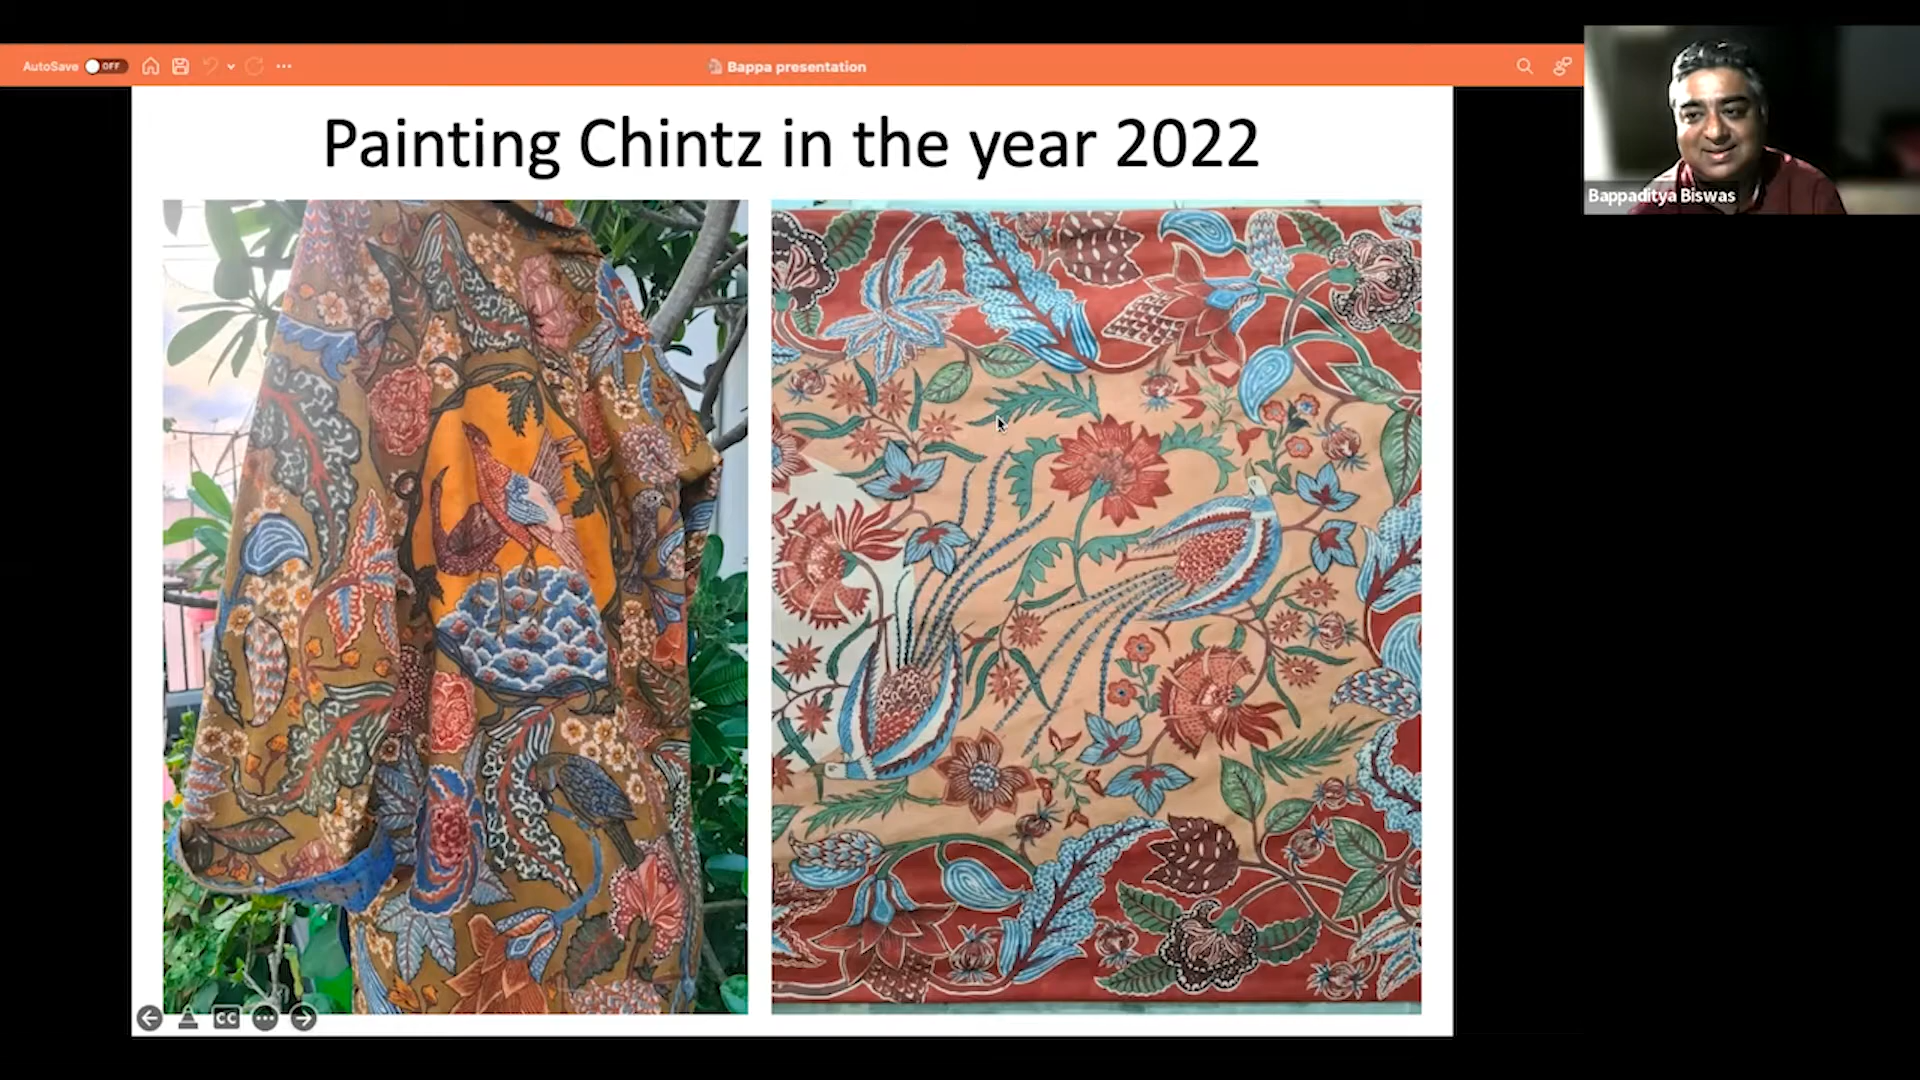 AutoSave OFF
Bappa presentation
Painting Chintz in the year 2022
Bappaditya Biswas
CC